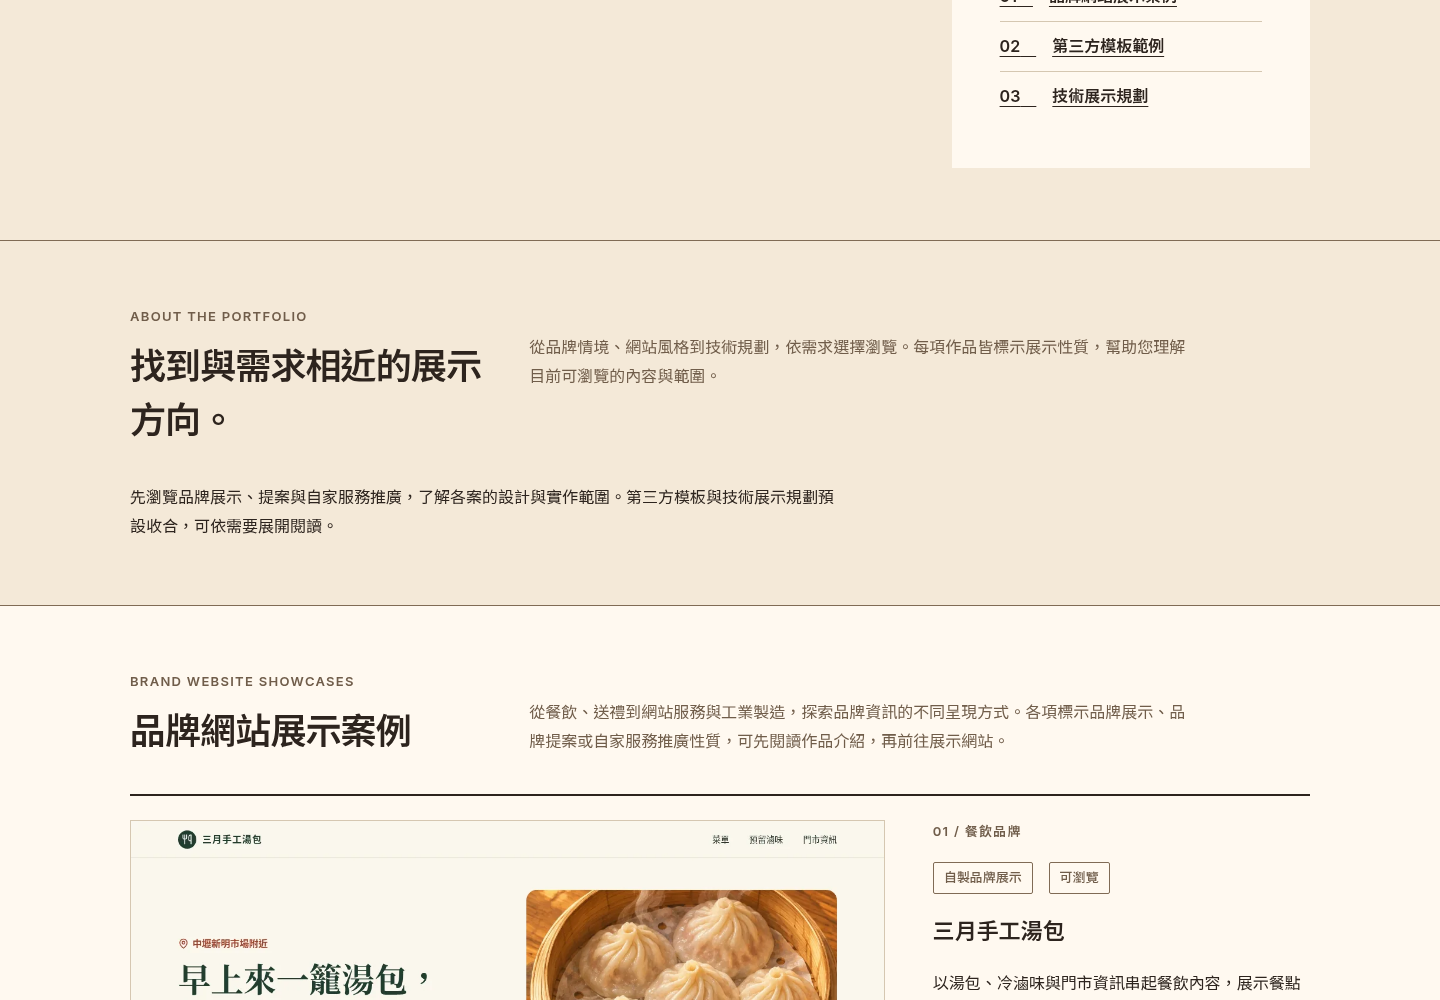 01 品牌網站展示案例
02 第三方模板範例
03 技術展示規劃
ABOUT THE PORTFOLIO
找到與需求相近的展示
方向。
從品牌情境、網站風格到技術規劃，依需求選擇瀏覽。每項作品皆標示展示性質，幫助您理解
目前可瀏覽的內容與範圍。
先瀏覽品牌展示、提案與自家服務推廣，了解各案的設計與實作範圍。第三方模板與技術展示規劃預
設收合，可依需要展開閱讀。
BRAND WEBSITE SHOWCASES
品牌網站展示案例
從餐飲、送禮到網站服務與工業製造，探索品牌資訊的不同呈現方式。各項標示品牌展示、品
牌提案或自家服務推廣性質，可先閱讀作品介紹，再前往展示網站。
三月手工湯包
菜單 預留滷味 門市資訊
中壢新明市場附近
早上來一籠湯包，
01 / 餐飲品牌
自製品牌展示 可瀏覽
三月手工湯包
以湯包、冷滷味與門市資訊串起餐飲內容，展示餐點